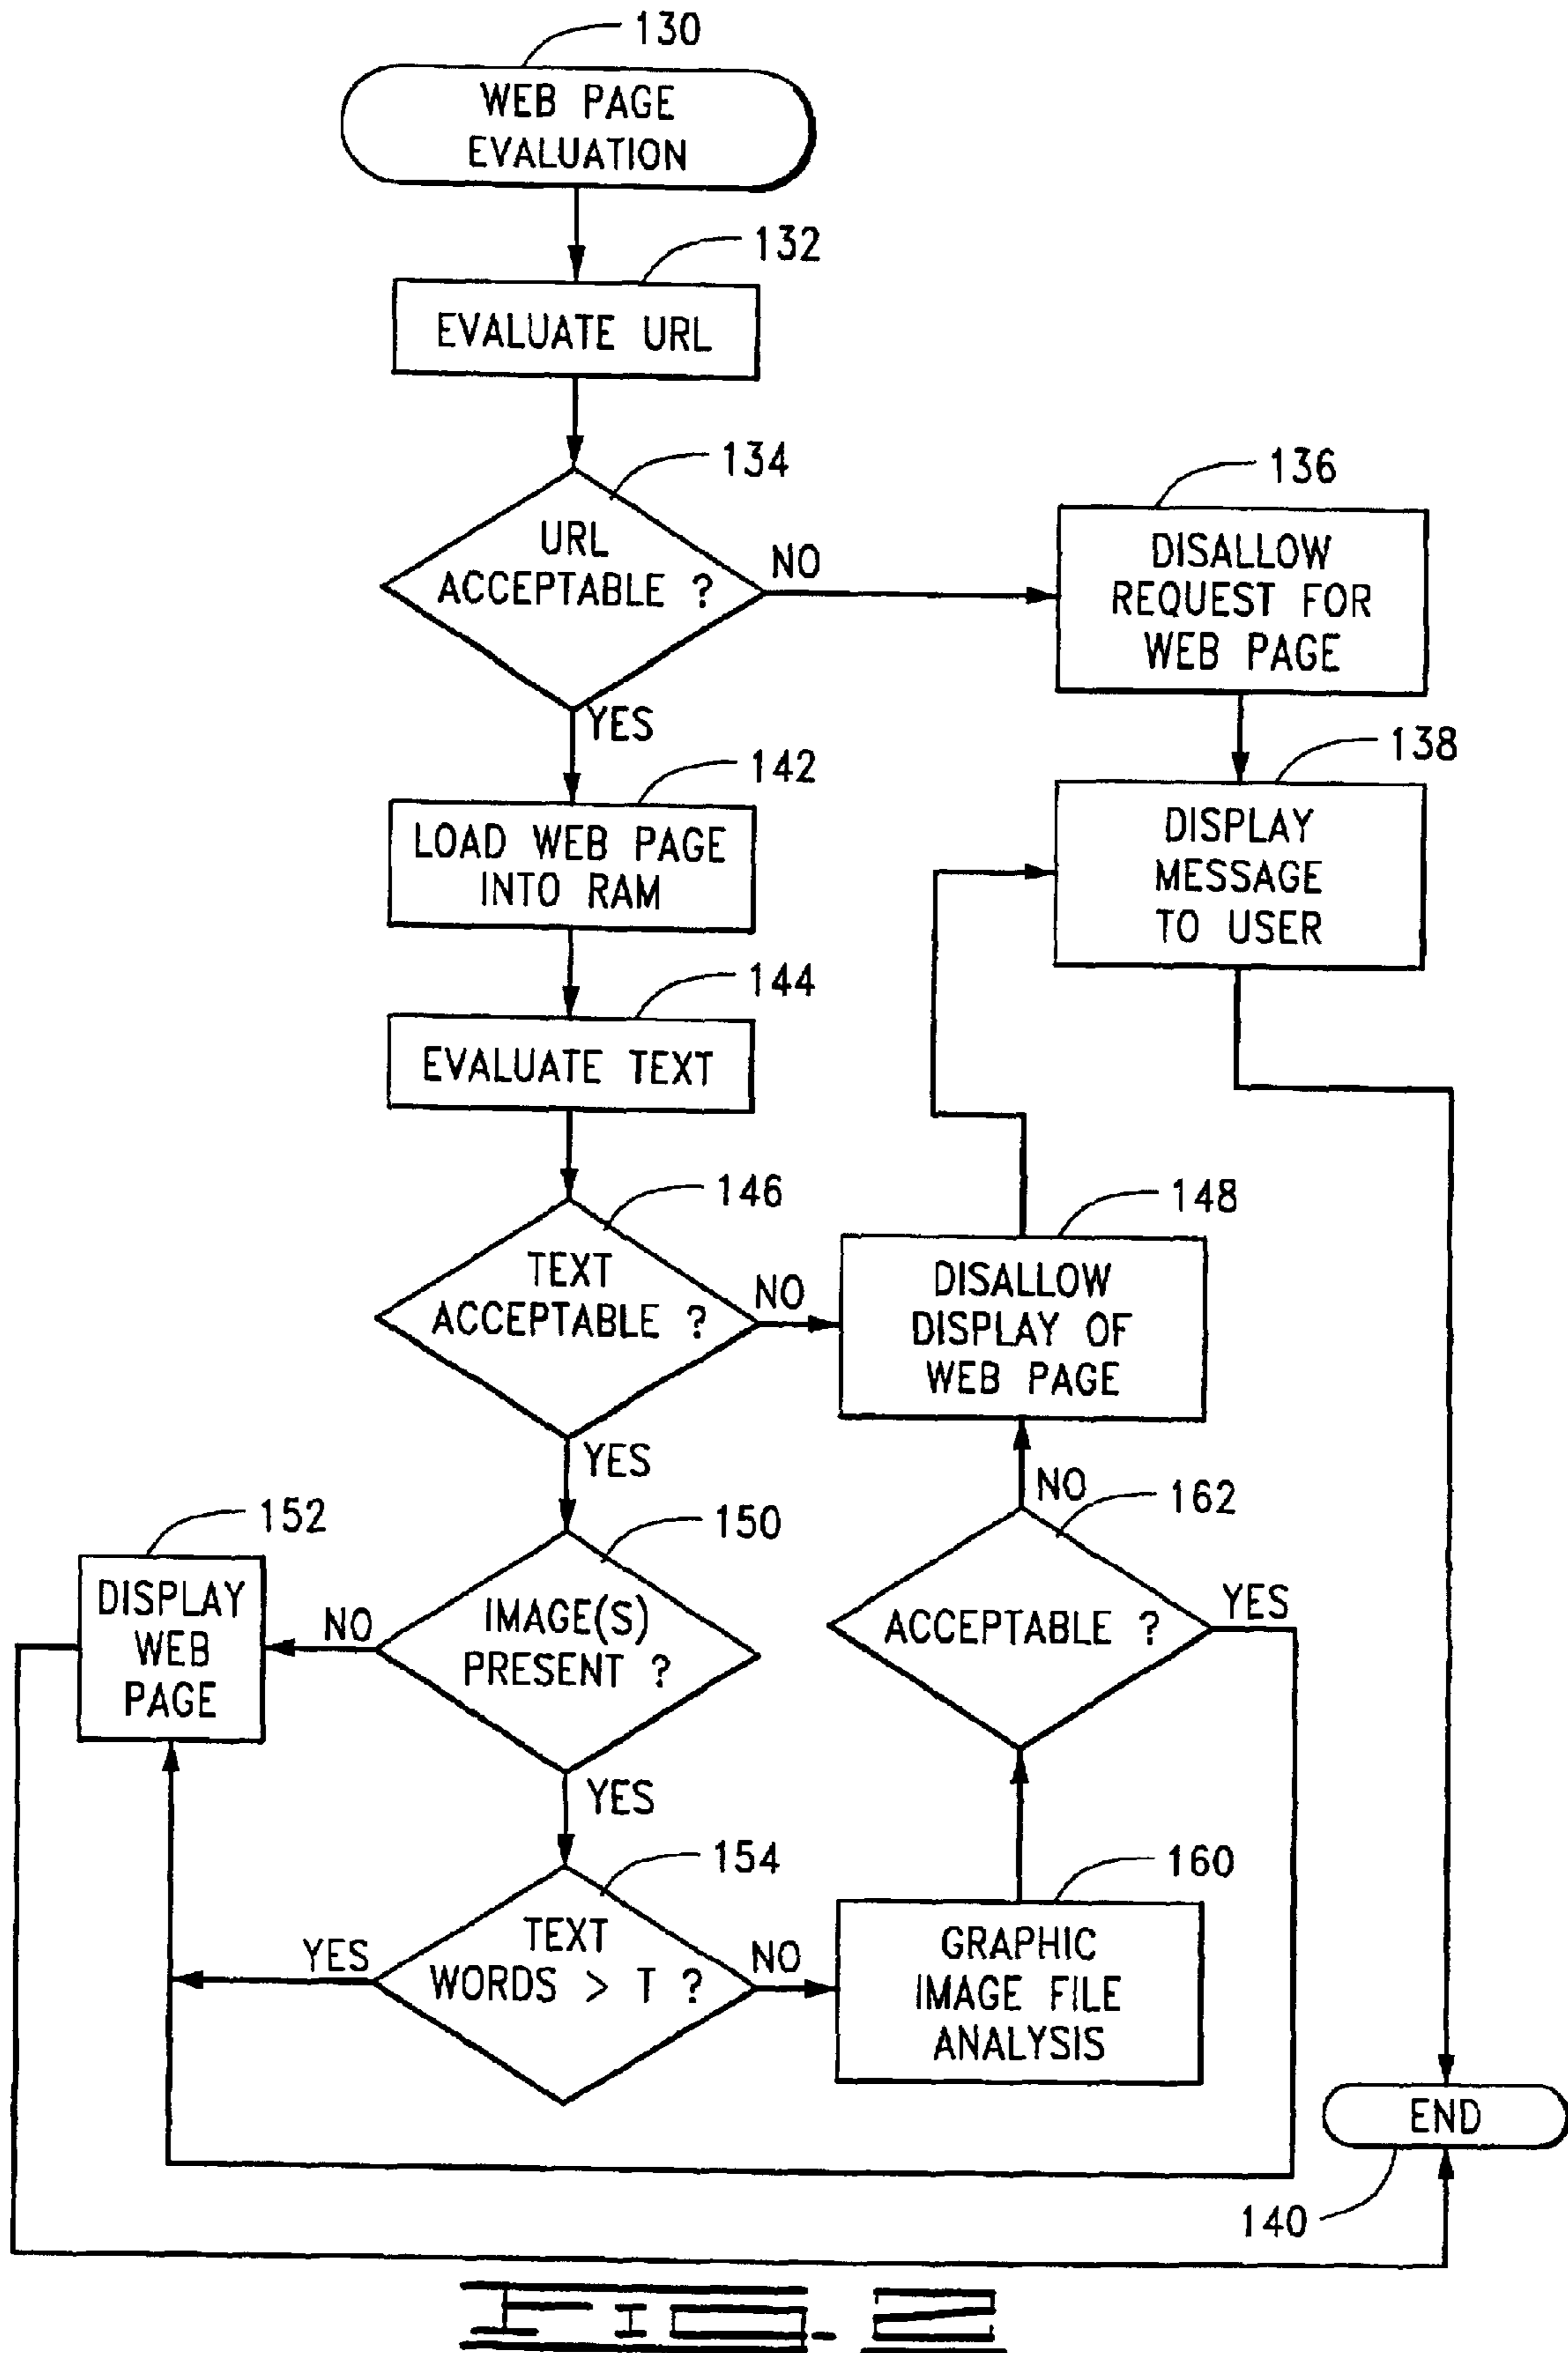 130
WEB PAGE
EVALUATION
132
EVALUATE URL
134
URL
ACCEPTABLE ?
NO
YES
136
DISALLOW
REQUEST FOR
WEB PAGE
138
DISPLAY
MESSAGE
TO USER
142
LOAD WEB PAGE
INTO RAM
144
EVALUATE TEXT
146
TEXT
ACCEPTABLE ?
NO
YES
148
DISALLOW
DISPLAY OF
WEB PAGE
150
IMAGE(S)
PRESENT ?
NO
YES
152
DISPLAY
WEB
PAGE
162
ACCEPTABLE ?
NO
YES
154
TEXT
WORDS > T ?
YES
NO
160
GRAPHIC
IMAGE FILE
ANALYSIS
END
140
FIG. 2